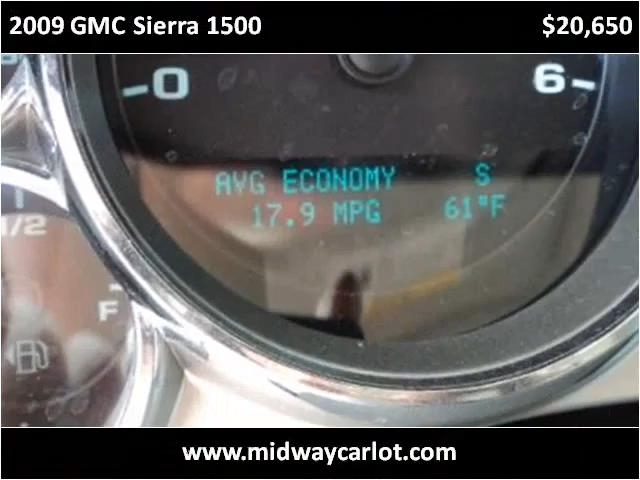 2009 GMC Sierra 1500 $20,650
0 6
AVG ECONOMY S
17.9 MPG 61°F
1/2
F
www.midwaycarlot.com